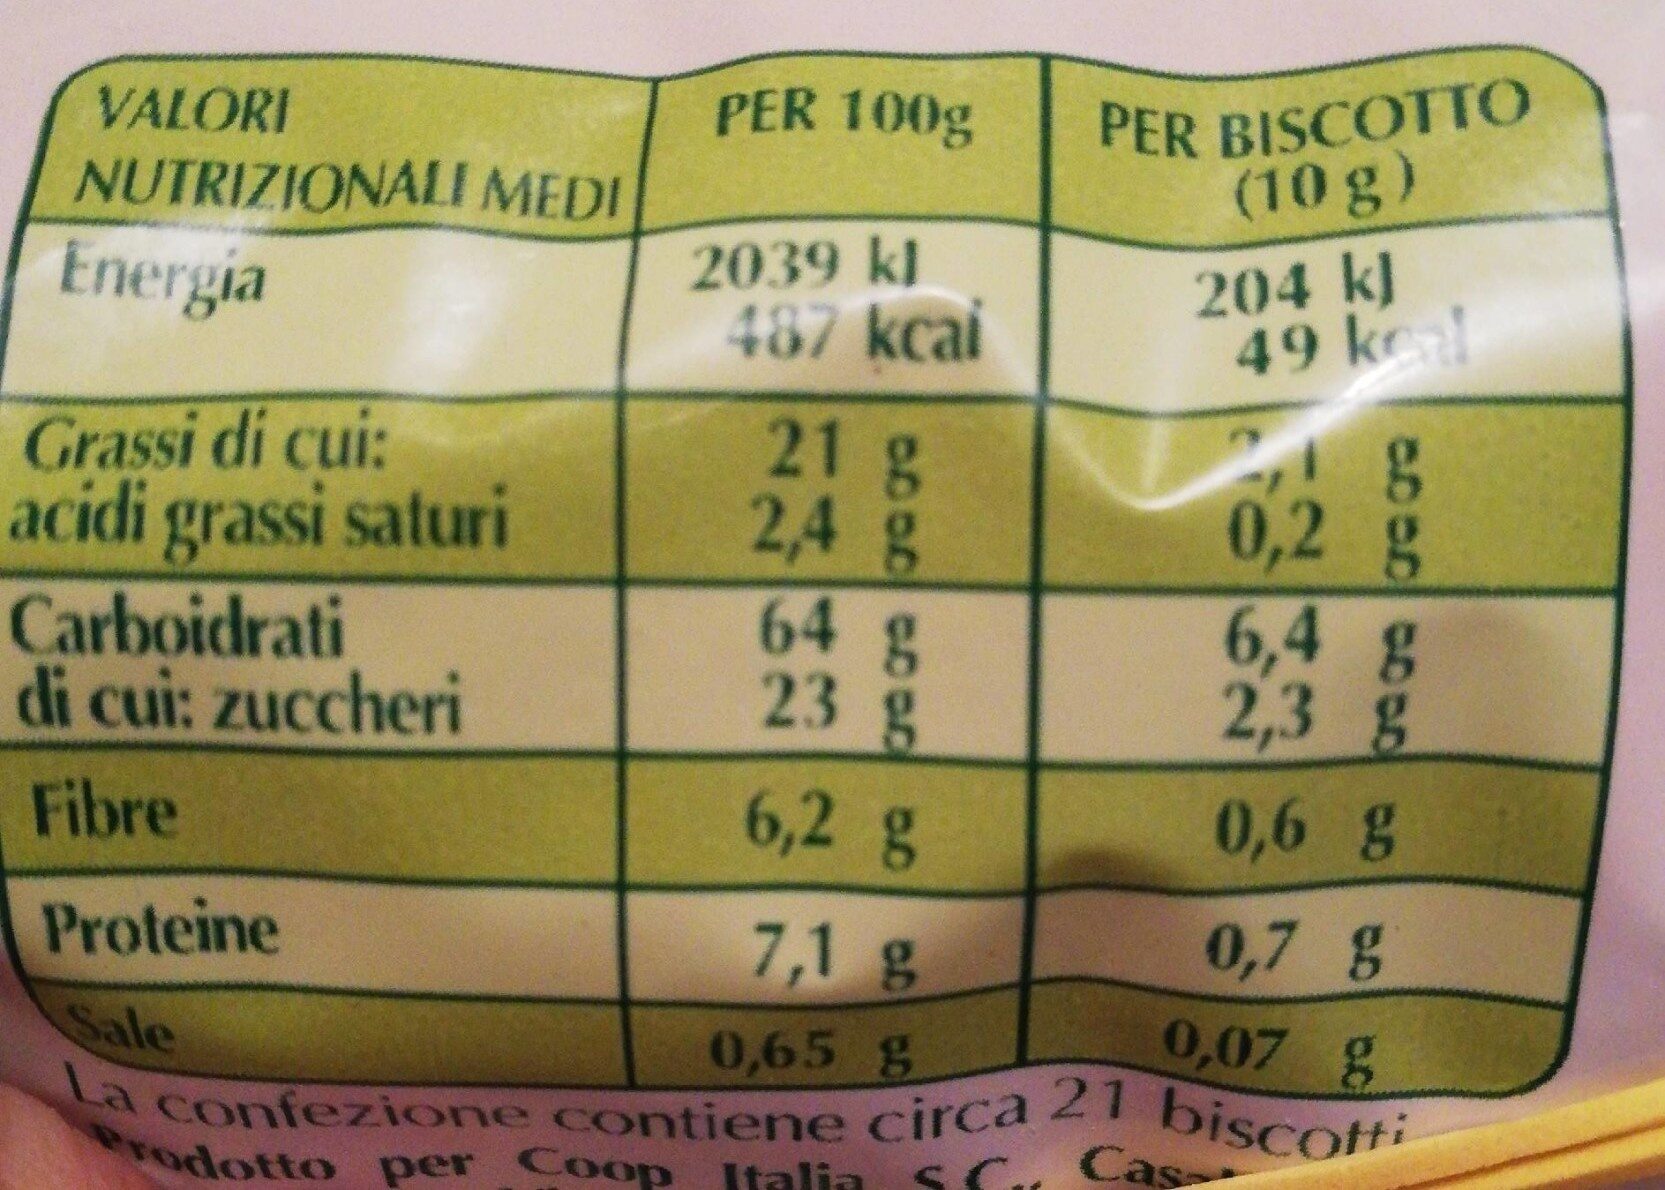 VALORI NUTRIZIONALI MEDI PER 100g PER BISCOTTO (10 g)
Energia 2039 kJ 204 kJ
487 kcal 49 kcal
Grassi di cui: 21 g 2,1 g
acidi grassi saturi 2,4 g 0,2 g
Carboidrati 64 g 6,4 g
di cui: zuccheri 23 g 2,3 g
Fibre 6,2 g 0,6 g
Proteine 7,1 g 0,7 g
Sale 0,65 g 0,07 g
La confezione contiene circa 21 biscotti
Prodotto per Coop Italia S.C.,